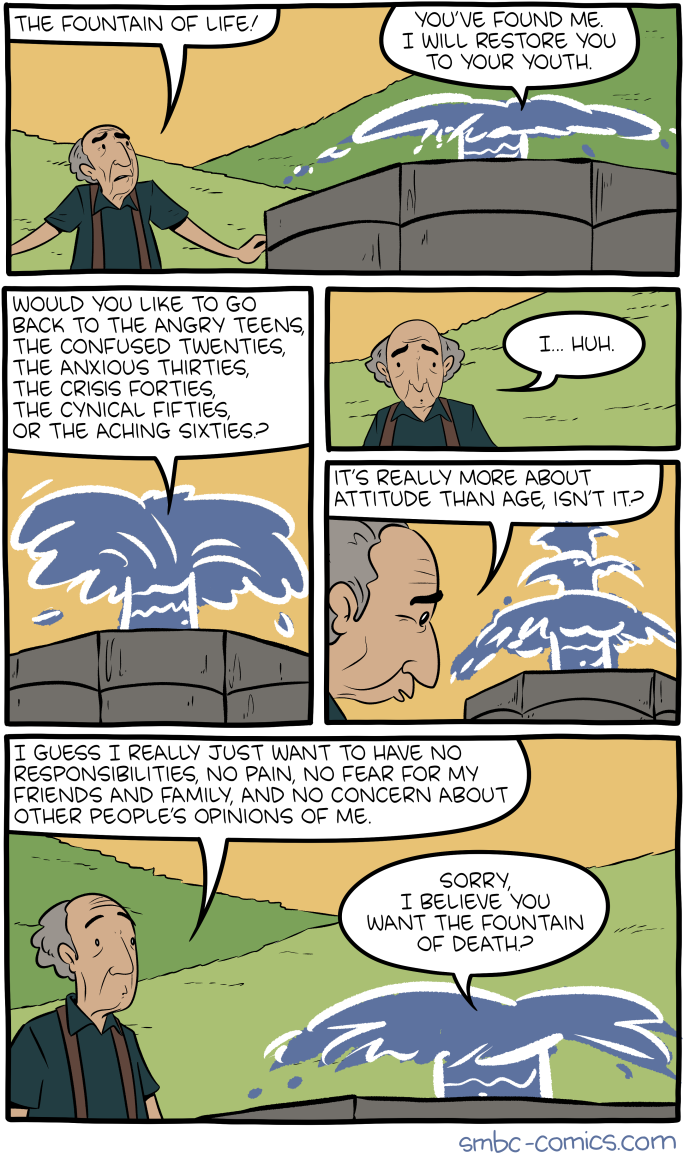 THE FOUNTAIN OF LIFE!
YOU'VE FOUND ME.
I WILL RESTORE YOU
TO YOUR YOUTH.
WOULD YOU LIKE TO GO
BACK TO THE ANGRY TEENS,
THE CONFUSED TWENTIES,
THE ANXIOUS THIRTIES,
THE CRISIS FORTIES,
THE CYNICAL FIFTIES,
OR THE ACHING SIXTIES?
I... HUH.
IT'S REALLY MORE ABOUT
ATTITUDE THAN AGE, ISN'T IT?
I GUESS I REALLY JUST WANT TO HAVE NO
RESPONSIBILITIES, NO PAIN, NO FEAR FOR MY
FRIENDS AND FAMILY, AND NO CONCERN ABOUT
OTHER PEOPLE'S OPINIONS OF ME.
SORRY,
I BELIEVE YOU
WANT THE FOUNTAIN
OF DEATH?
smbc-comics.com